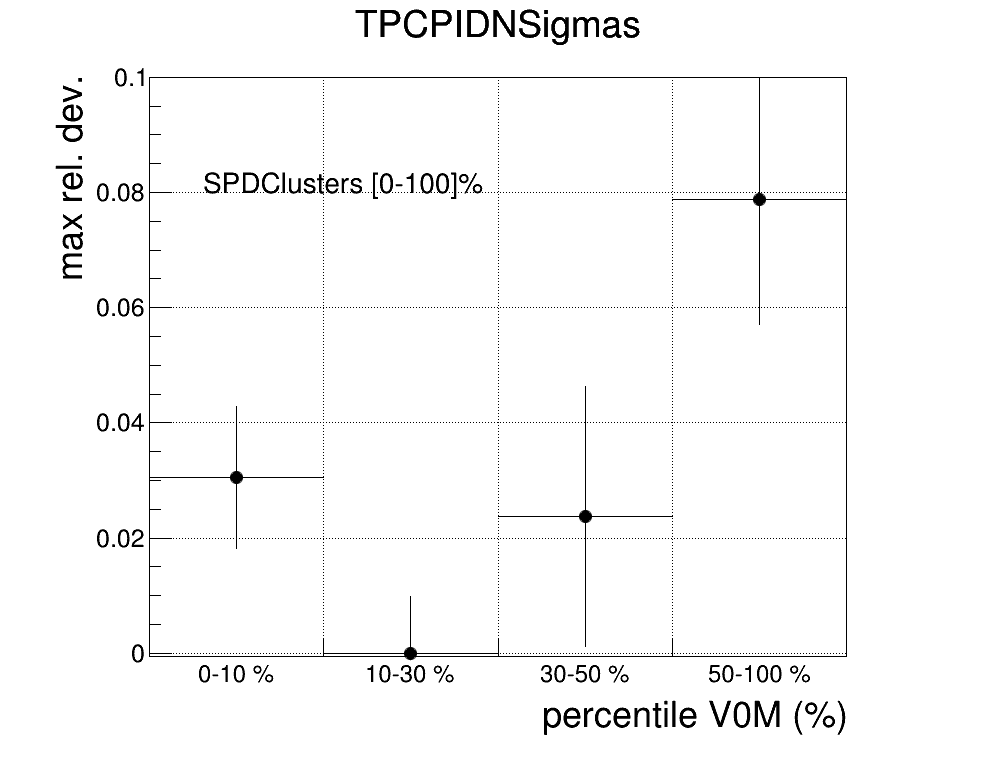 TPCPIDNSigmas
max rel. dev.
0.1
0.08
0.06
0.04
0.02
0
SPDClusters [0-100]%
0-10 %
10-30 %
30-50 %
50-100 %
percentile V0M (%)